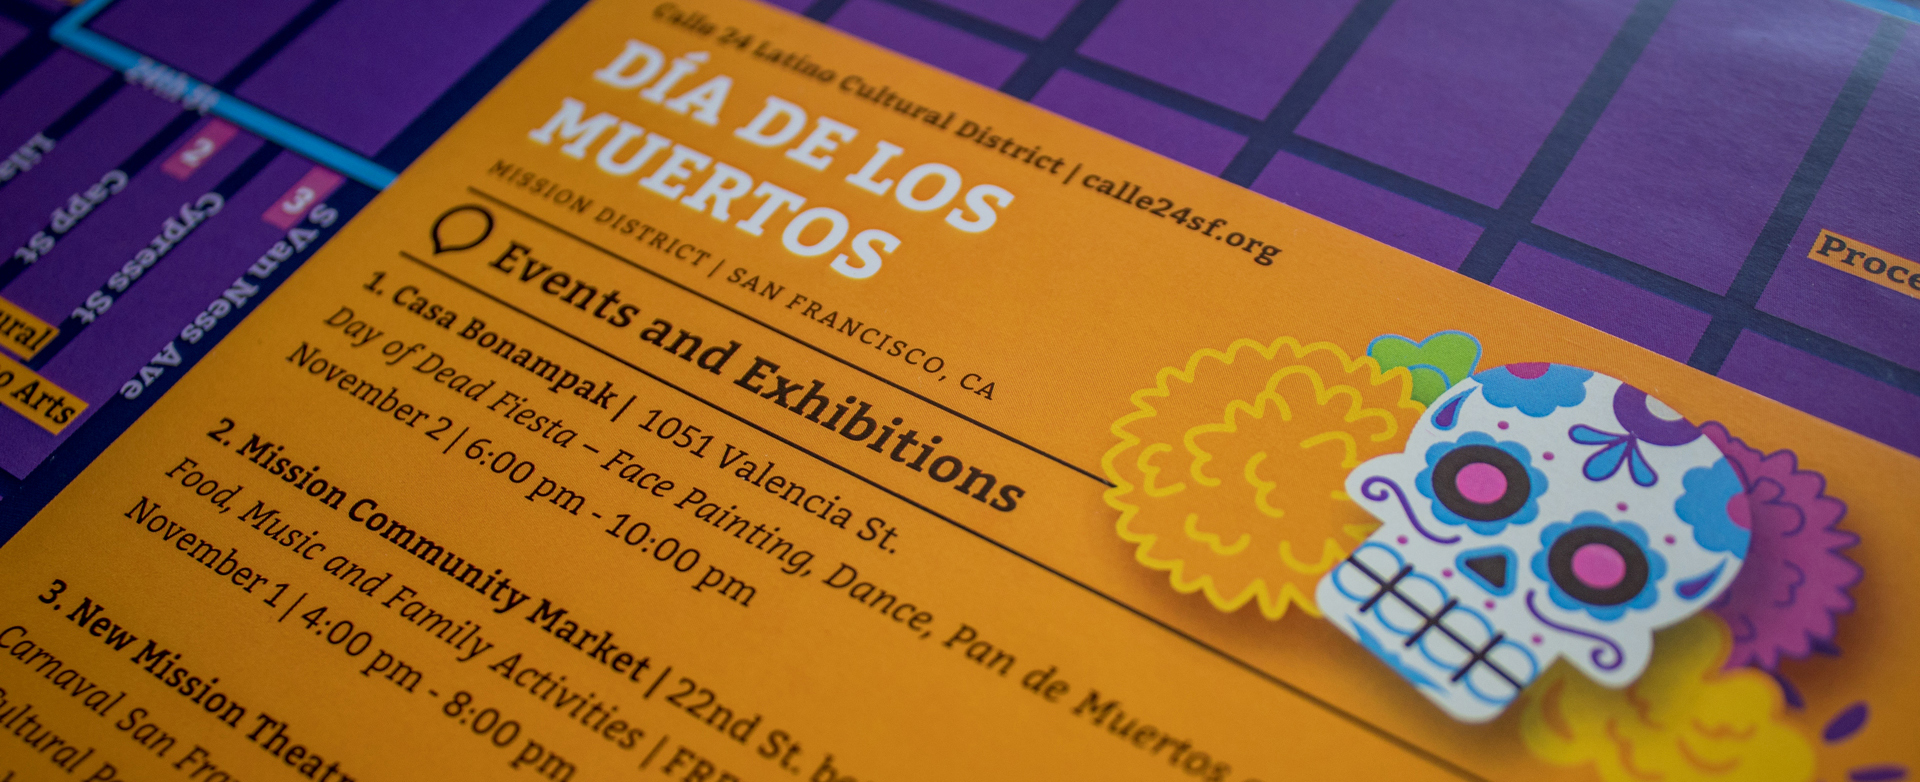 Calle 24 Latino Cultural District | calle24sf.org
DÍA DE LOS
MUERTOS
MISSION DISTRICT | SAN FRANCISCO, CA
Events and Exhibitions
1. Casa Bonampak | 1051 Valencia St.
Day of Dead Fiesta – Face Painting, Dance, Pan de Muertos
November 2 | 6:00 pm - 10:00 pm
2. Mission Community Market | 22nd St.
Food, Music and Family Activities |
November 1 | 4:00 pm - 8:00 pm
3. New Mission
Carnaval San
24th St
2
3
Lila
Capp St
Cypress St
S Van Ness Ave
Arts